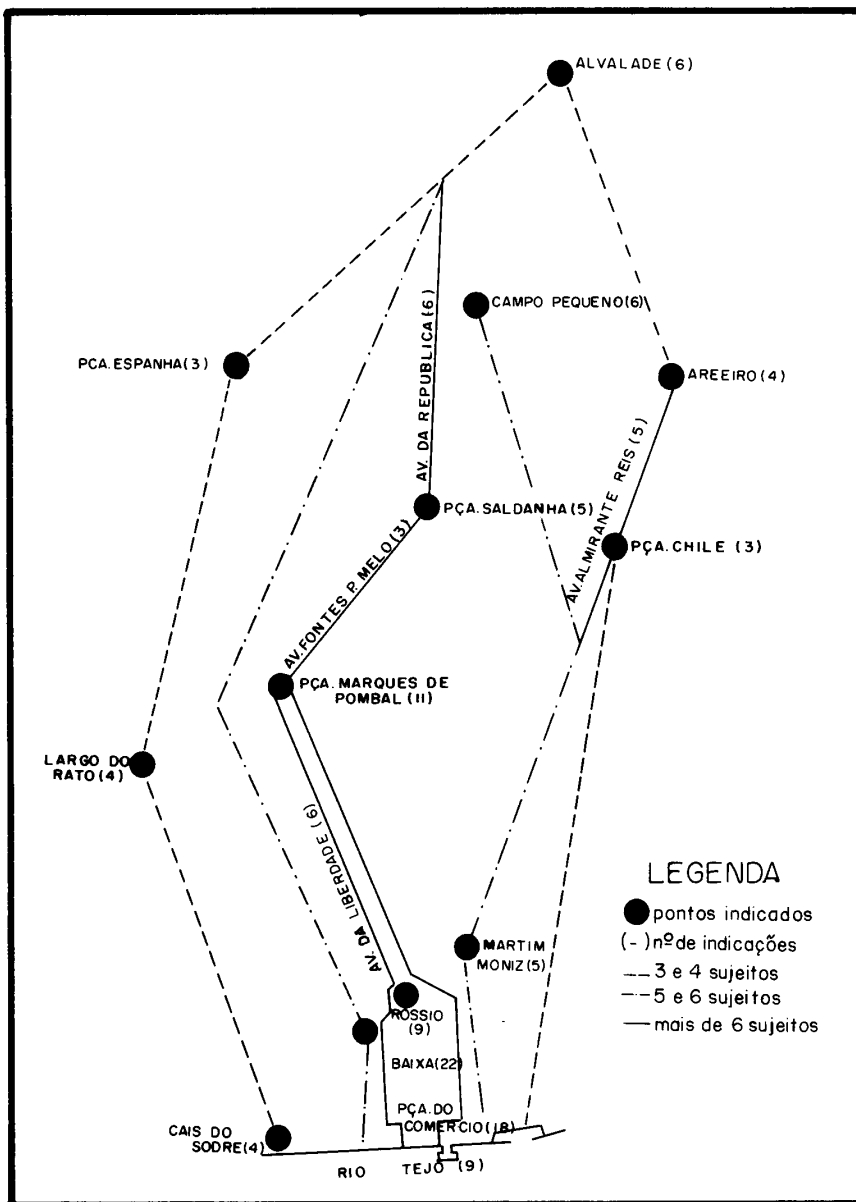 ALVALADE (6)
CAMPO PEQUENO(6)
PCA. ESPANHA (3)
AREEIRO (4)
AV. DA REPUBLICA (6)
AV. ALMIRANTE REIS (5)
PÇA. SALDANHA (5)
PÇA. CHILE (3)
AV. FONTES P. MELO (3)
PÇA. MARQUES DE
POMBAL (11)
LARGO DO
RATO (4)
AV. DA LIBERDADE (6)
MARTIM
MONIZ (5)
ROSSIO
(9)
BAIXA(22)
PÇA. DO
COMERCIO (18)
CAIS DO
SODRE (4)
RIO TEJO (9)
LEGENDA
pontos indicados
(-) nº de indicações
3 e 4 sujeitos
5 e 6 sujeitos
mais de 6 sujeitos